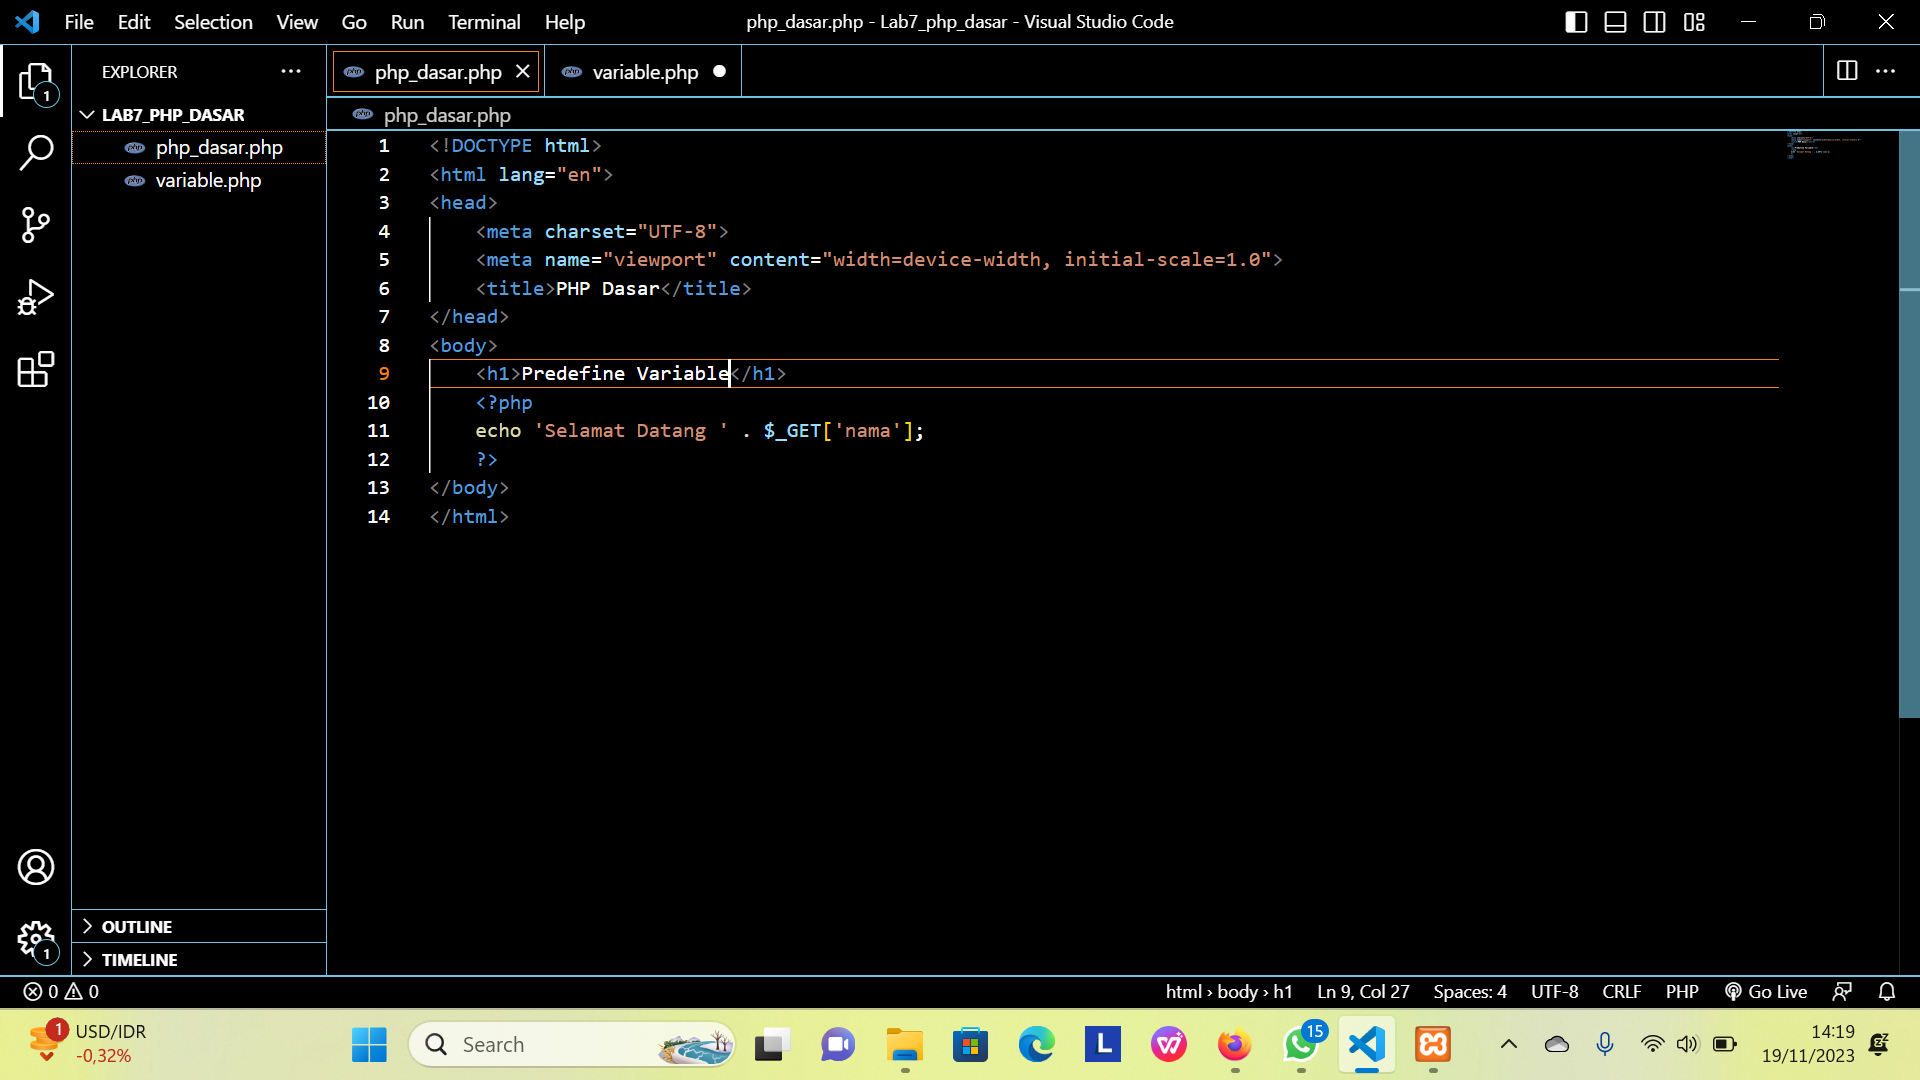 File Edit Selection View Go Run Terminal Help
php_dasar.php - Lab7_php_dasar - Visual Studio Code
EXPLORER
LAB7_PHP_DASAR
php_dasar.php
variable.php
OUTLINE
TIMELINE
php_dasar.php
variable.php
php_dasar.php
1 <!DOCTYPE html>
2 <html lang="en">
3 <head>
4     <meta charset="UTF-8">
5     <meta name="viewport" content="width=device-width, initial-scale=1.0">
6     <title>PHP Dasar</title>
7 </head>
8 <body>
9     <h1>Predefine Variable</h1>
10     <?php
11     echo 'Selamat Datang ' . $_GET['nama'];
12     ?>
13 </body>
14 </html>
1
1
0 0
html › body › h1 Ln 9, Col 27 Spaces: 4 UTF-8 CRLF PHP Go Live
1 USD/IDR
-0,32%
Search
L
15
14:19
19/11/2023